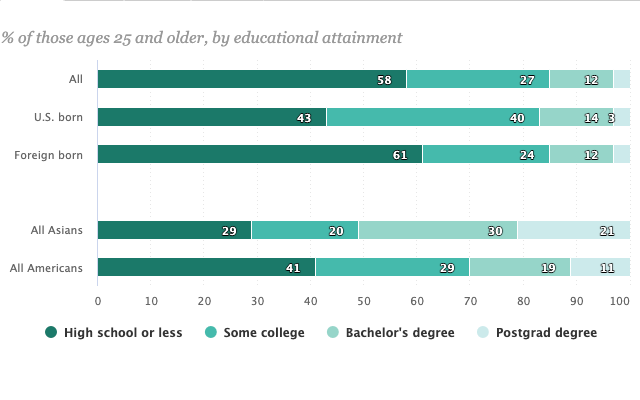 % of those ages 25 and older, by educational attainment
All 58 27 12
U.S. born 43 40 14 3
Foreign born 61 24 12
All Asians 29 20 30 21
All Americans 41 29 19 11
0 10 20 30 40 50 60 70 80 90 100
High school or less Some college Bachelor's degree Postgrad degree